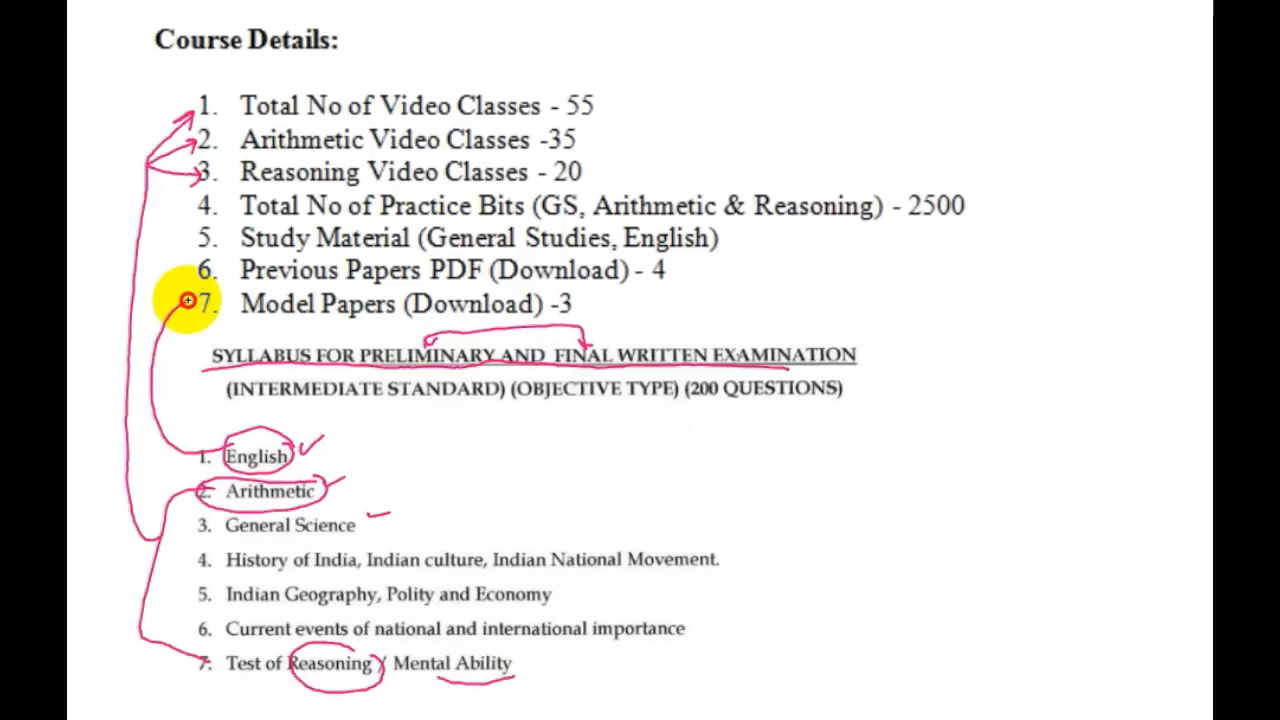 Course Details:
1. Total No of Video Classes - 55
2. Arithmetic Video Classes -35
3. Reasoning Video Classes - 20
4. Total No of Practice Bits (GS, Arithmetic & Reasoning) - 2500
5. Study Material (General Studies, English)
6. Previous Papers PDF (Download) - 4
7. Model Papers (Download) -3
SYLLABUS FOR PRELIMINARY AND FINAL WRITTEN EXAMINATION
(INTERMEDIATE STANDARD) (OBJECTIVE TYPE) (200 QUESTIONS)
1. English
2. Arithmetic
3. General Science
4. History of India, Indian culture, Indian National Movement.
5. Indian Geography, Polity and Economy
6. Current events of national and international importance
7. Test of Reasoning / Mental Ability